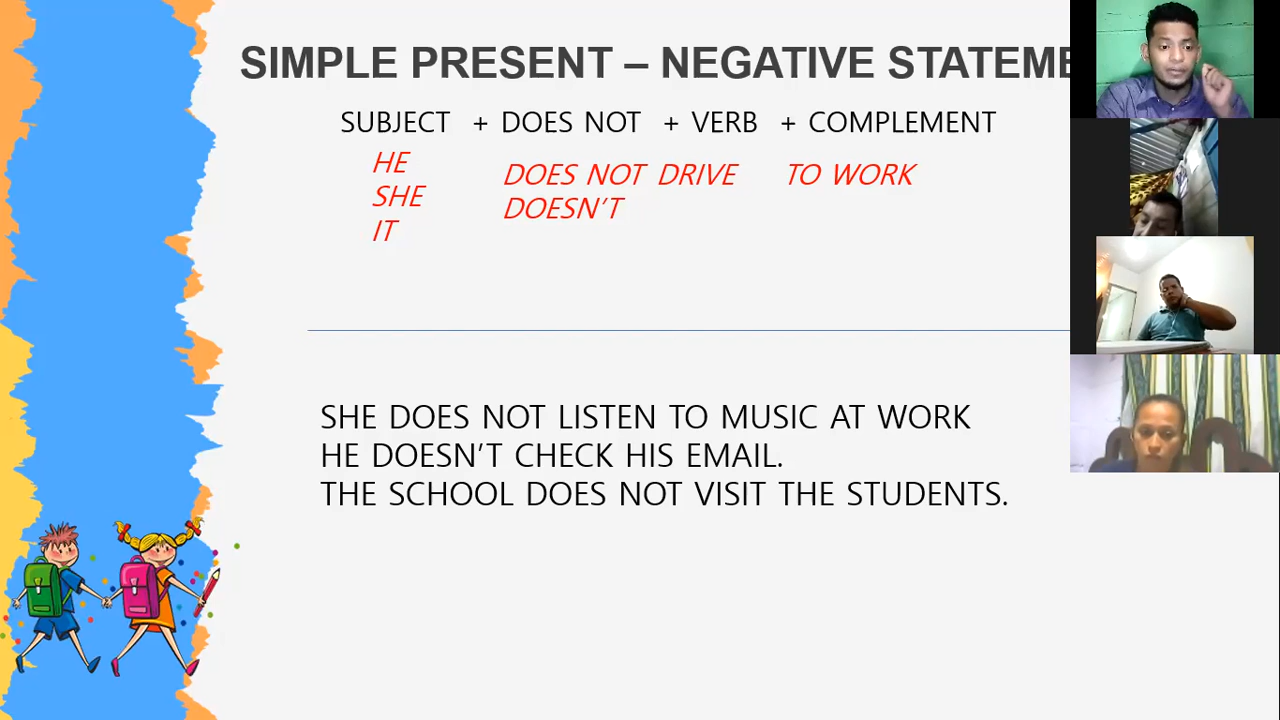 SIMPLE PRESENT – NEGATIVE STATEME
SUBJECT + DOES NOT + VERB + COMPLEMENT
HE
SHE
IT
DOES NOT DRIVE TO WORK
DOESN’T
SHE DOES NOT LISTEN TO MUSIC AT WORK
HE DOESN’T CHECK HIS EMAIL.
THE SCHOOL DOES NOT VISIT THE STUDENTS.